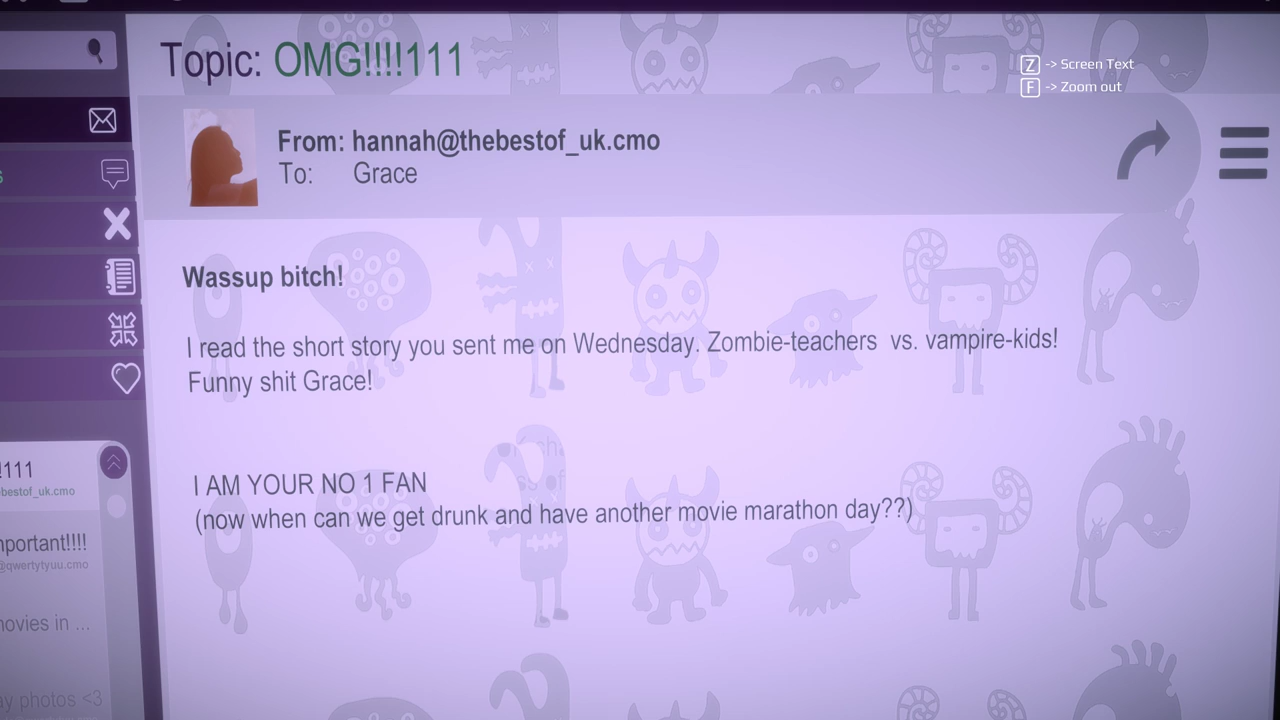 Topic: OMG!!!!111
Z -> Screen Text
F -> Zoom out
From: hannah@thebestof_uk.cmo
To: Grace
Wassup bitch!
I read the short story you sent me on Wednesday. Zombie-teachers vs. vampire-kids!
Funny shit Grace!
I AM YOUR NO 1 FAN
(now when can we get drunk and have another movie marathon day??)
!111
bestof_uk.cmo
mportant!!!!
@qwertytyuu.cmo
movies in ...
ay photos <3